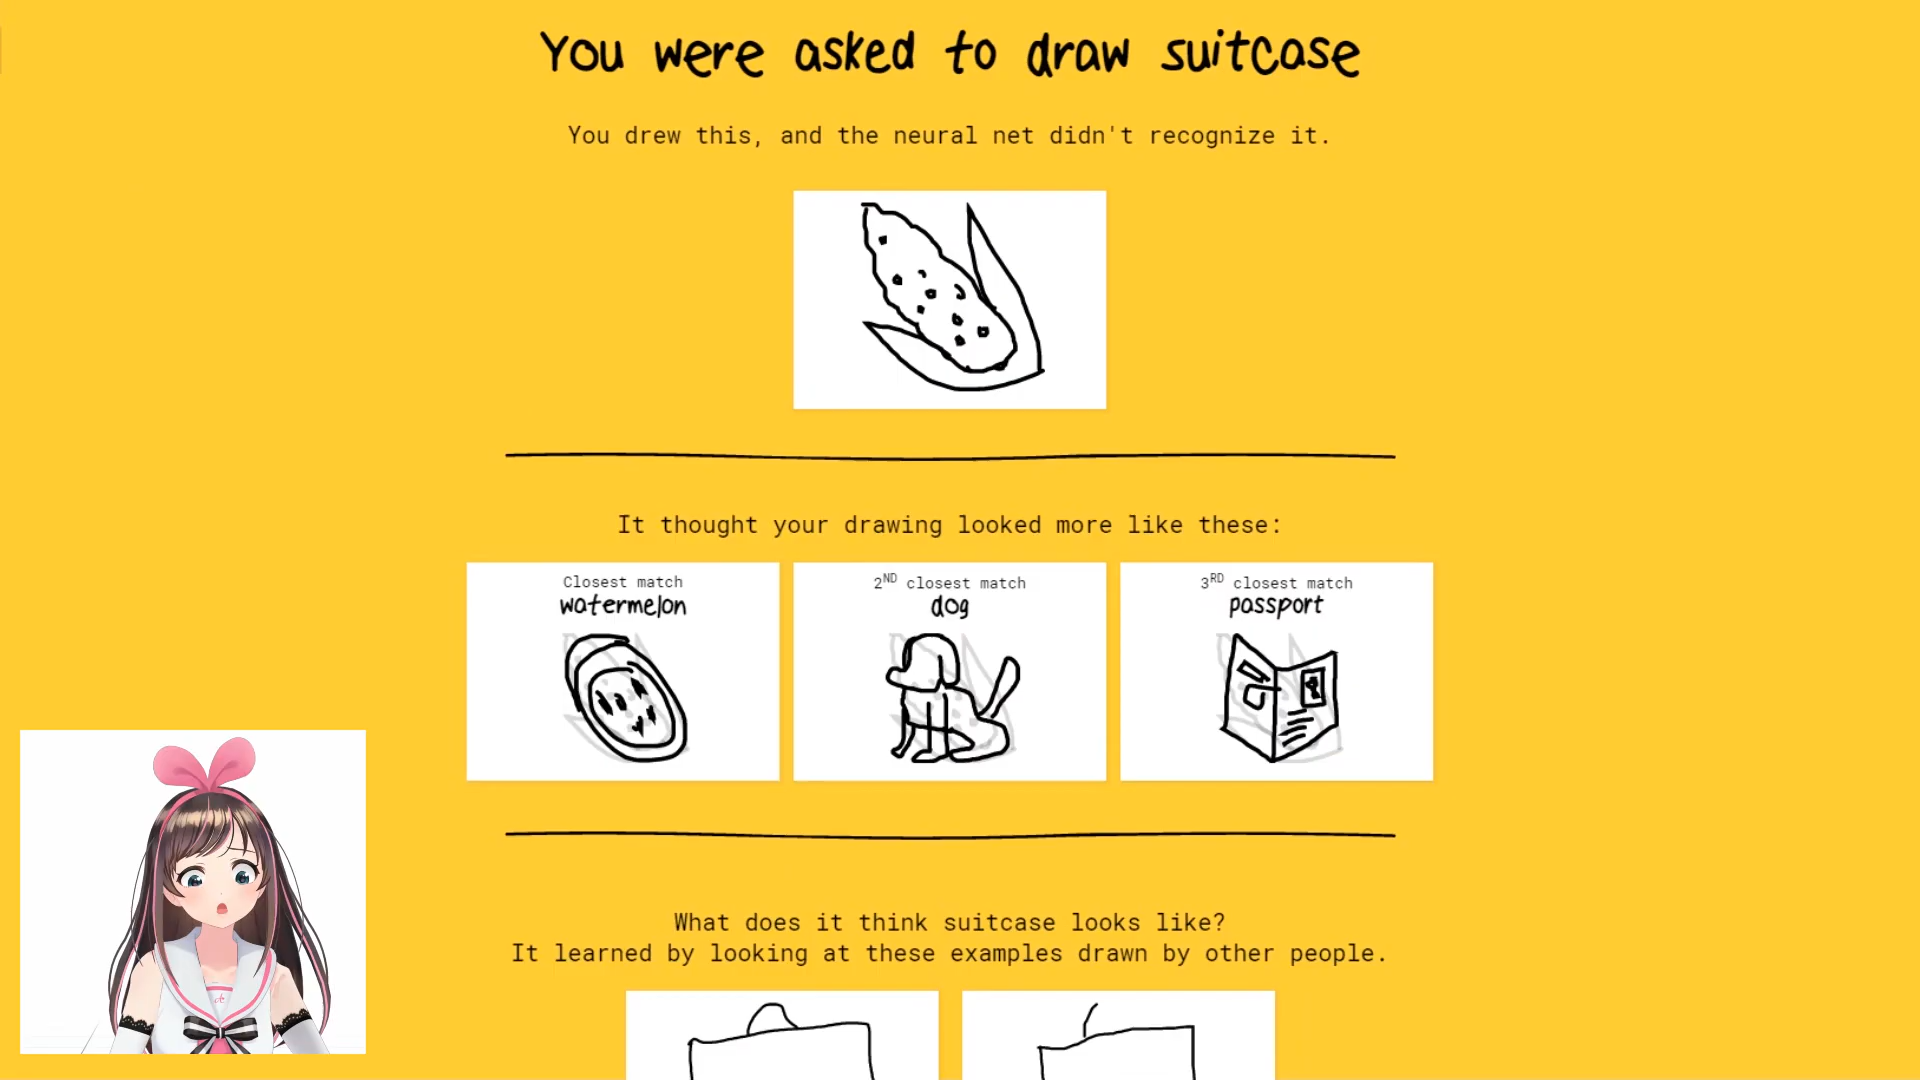 You were asked to draw suitcase
You drew this, and the neural net didn't recognize it.
It thought your drawing looked more like these:
Closest match
watermelon
2ND closest match
dog
3RD closest match
passport
What does it think suitcase looks like?
It learned by looking at these examples drawn by other people.